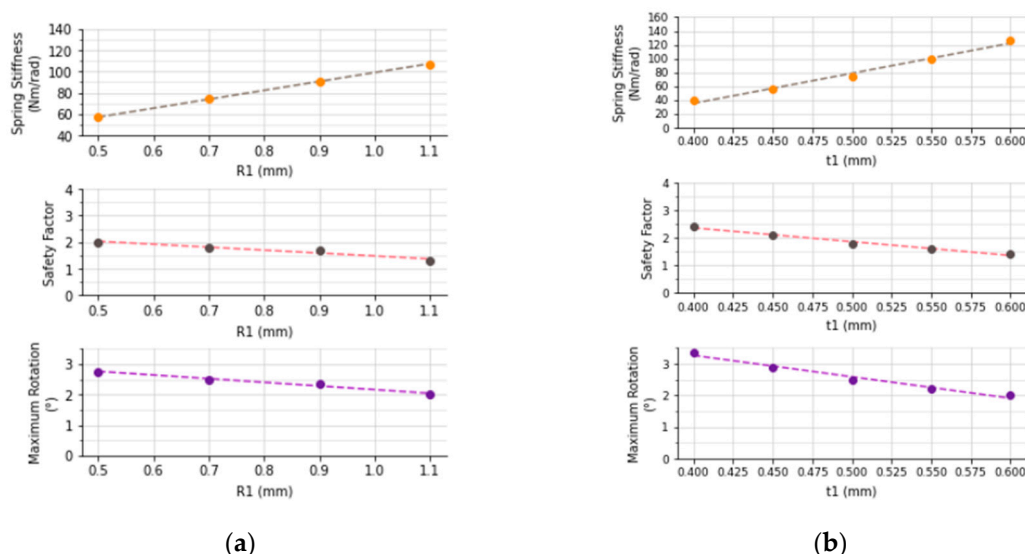 140
120
100
80
60
40
Spring Stiffness
(Nm/rad)
0.5 0.6 0.7 0.8 0.9 1.0 1.1
R1 (mm)
4
3
2
1
0
Safety Factor
0.5 0.6 0.7 0.8 0.9 1.0 1.1
R1 (mm)
3
2
1
0
Maximum Rotation
(°)
0.5 0.6 0.7 0.8 0.9 1.0 1.1
R1 (mm)
(a)
160
140
120
100
80
60
40
20
0
Spring Stiffness
(Nm/rad)
0.400 0.425 0.450 0.475 0.500 0.525 0.550 0.575 0.600
t1 (mm)
4
3
2
1
0
Safety Factor
0.400 0.425 0.450 0.475 0.500 0.525 0.550 0.575 0.600
t1 (mm)
3
2
1
0
Maximum Rotation
(°)
0.400 0.425 0.450 0.475 0.500 0.525 0.550 0.575 0.600
t1 (mm)
(b)